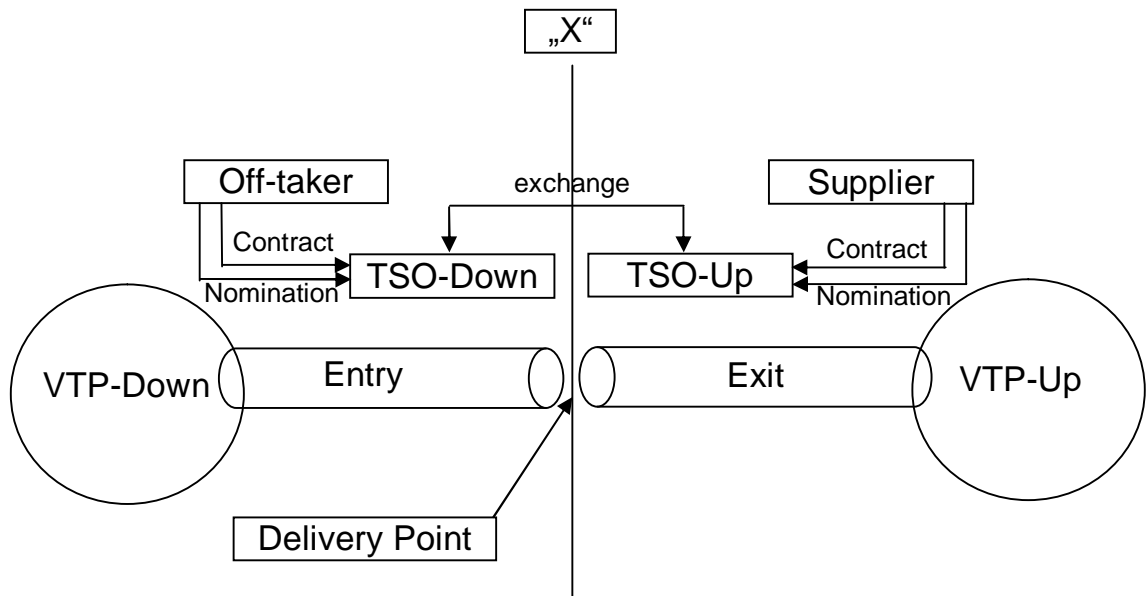 „X“
Off-taker
exchange
Supplier
Contract
Contract
TSO-Down
TSO-Up
Nomination
Nomination
VTP-Down
Entry
Exit
VTP-Up
Delivery Point